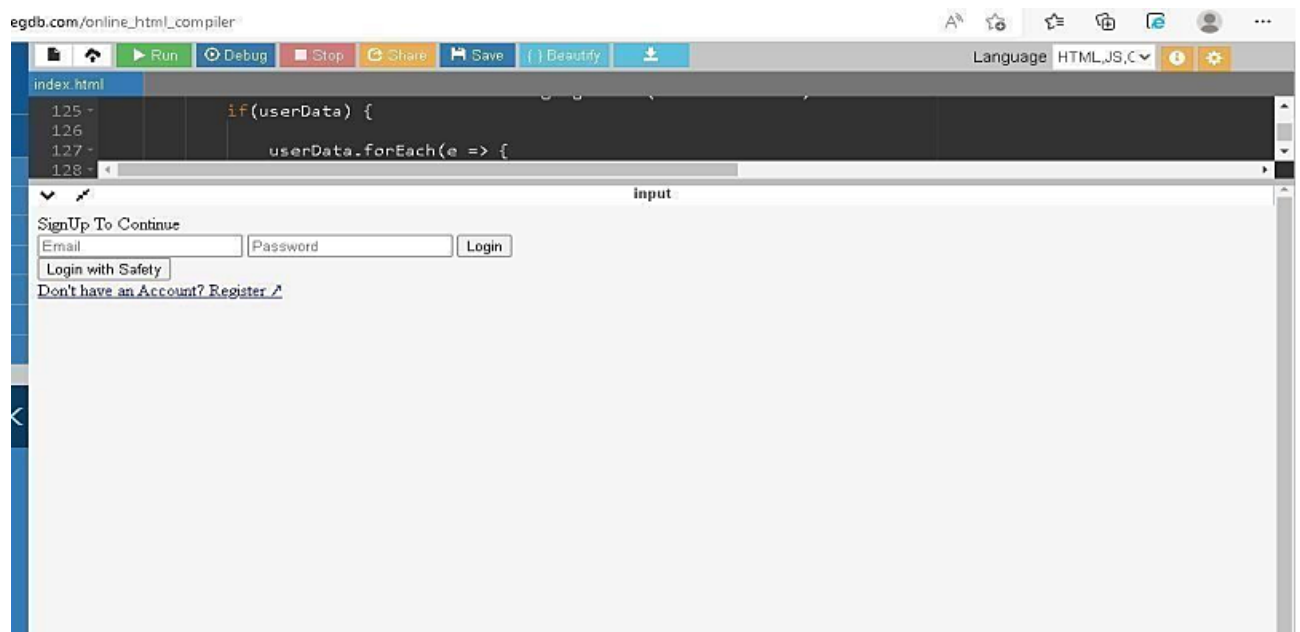 egdb.com/online_html_compiler
Run Debug Stop Share Save { } Beautify Language HTML,JS,C
index.html
125 if(userData) {
126
127 userData.forEach(e => {
128
input
SignUp To Continue
Email Password Login
Login with Safety
Don't have an Account? Register ↗